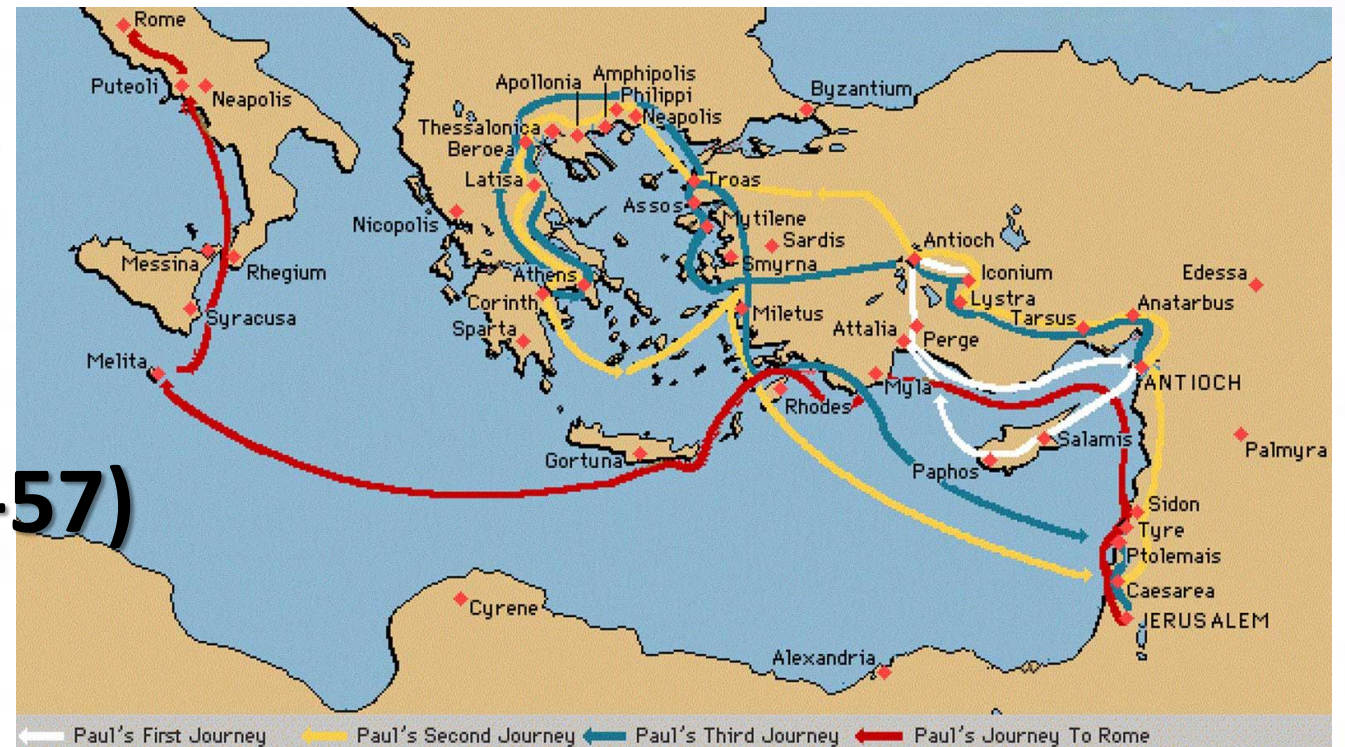 Rome
Puteoli
Neapolis
Apollonia
Amphipolis
Philippi
Neapolis
Byzantium
Thessalonica
Beroea
Latisa
Troas
Assos
Mytilene
Nicopolis
Sardis
Smyrna
Antioch
Iconium
Edessa
Messina
Rhegium
Athens
Corinth
Lystra
Tarsus
Anatarbus
Syracusa
Sparta
Miletus
Attalia
Perge
Melita
Myla
ANTIOCH
Rhodes
Gortuna
Salamis
Paphos
Palmyra
-57)
Sidon
Tyre
Ptolemais
Caesarea
Cyrene
JERUSALEM
Alexandria
Paul's First Journey
Paul's Second Journey
Paul's Third Journey
Paul's Journey To Rome